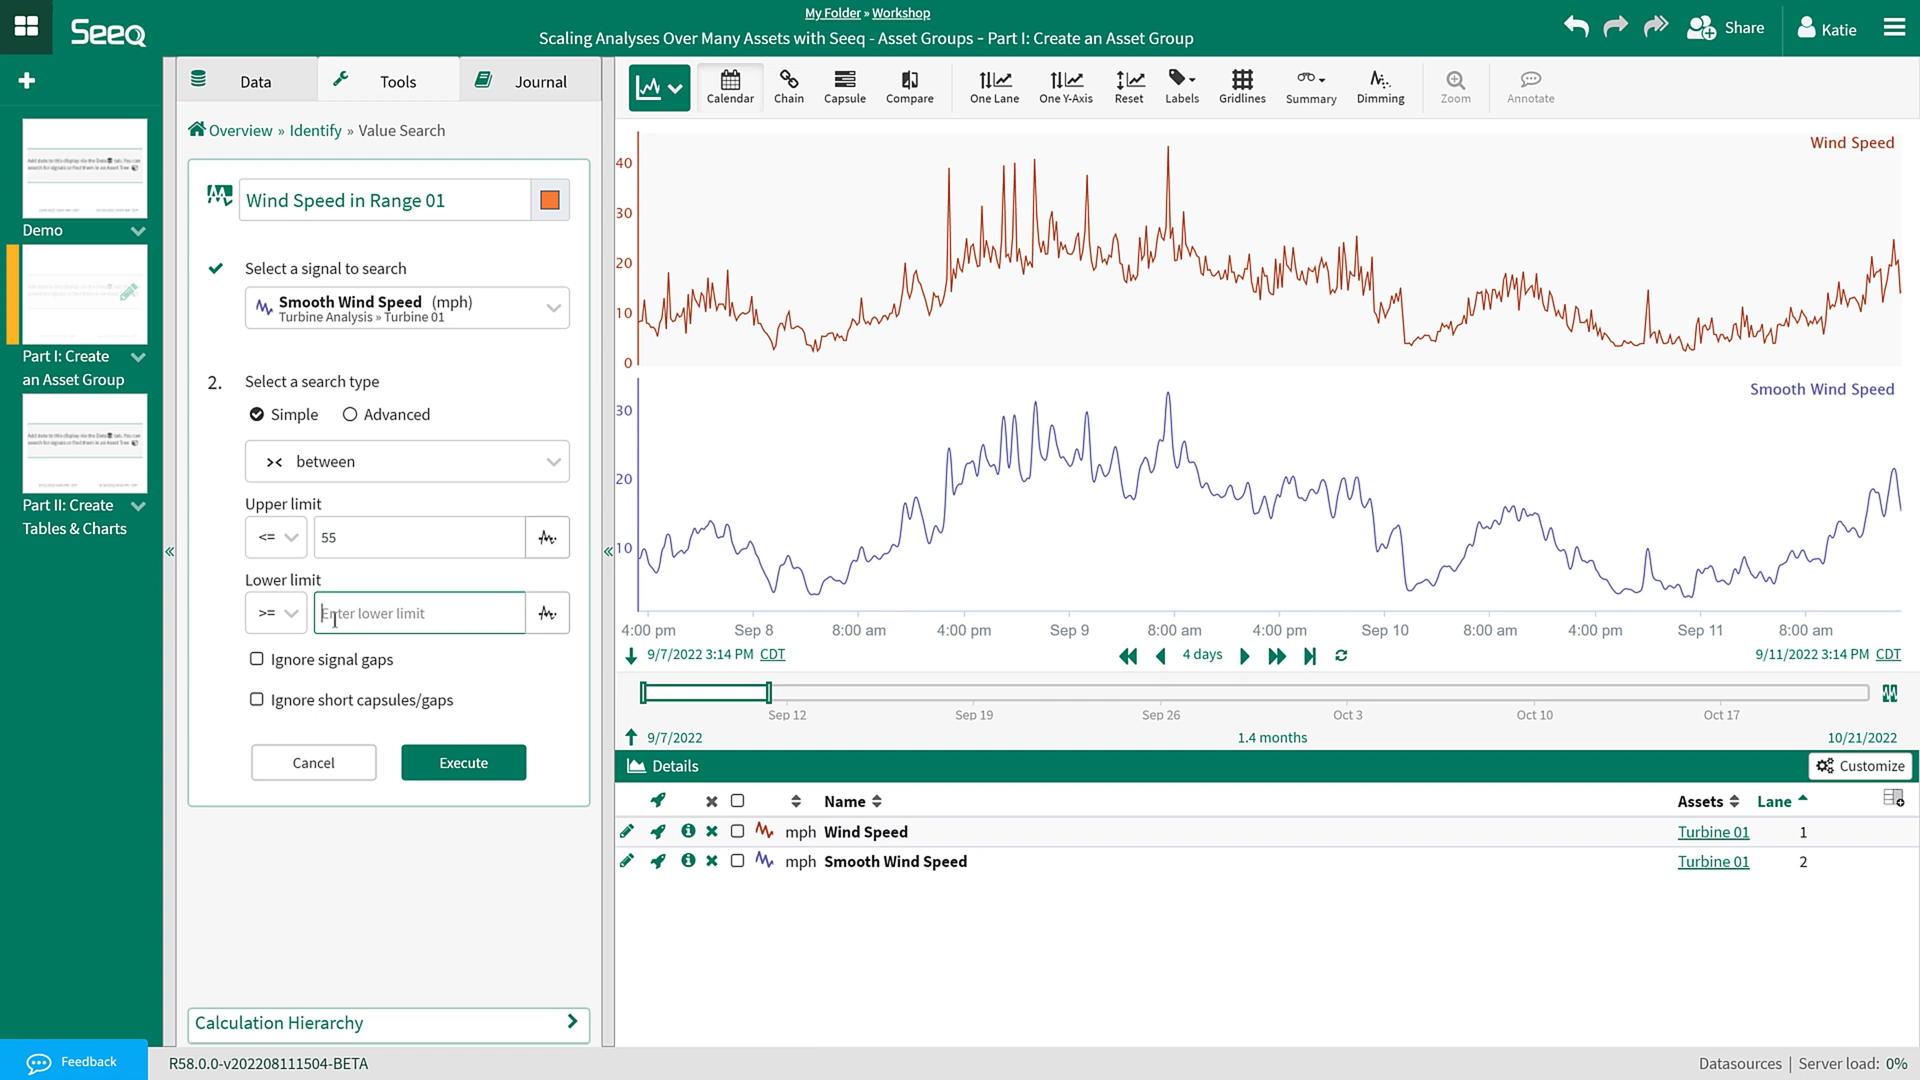 Seeq
My Folder » Workshop
Scaling Analyses Over Many Assets with Seeq - Asset Groups - Part I: Create an Asset Group
Share
Katie
Demo
Part I: Create
an Asset Group
Part II: Create
Tables & Charts
Data
Tools
Journal
Overview » Identify » Value Search
Wind Speed in Range 01
Select a signal to search
Smooth Wind Speed (mph)
Turbine Analysis » Turbine 01
2. Select a search type
Simple
Advanced
>< between
Upper limit
<= 55
Lower limit
>= Enter lower limit
Ignore signal gaps
Ignore short capsules/gaps
Cancel
Execute
Calculation Hierarchy
Calendar
Chain
Capsule
Compare
One Lane
One Y-Axis
Reset
Labels
Gridlines
Summary
Dimming
Zoom
Annotate
Wind Speed
40
30
20
10
0
Smooth Wind Speed
30
20
10
4:00 pm Sep 8 8:00 am 4:00 pm Sep 9 8:00 am 4:00 pm Sep 10 8:00 am 4:00 pm Sep 11 8:00 am
9/7/2022 3:14 PM CDT
4 days
9/11/2022 3:14 PM CDT
Sep 12 Sep 19 Sep 26 Oct 3 Oct 10 Oct 17
9/7/2022
1.4 months
10/21/2022
Details
Customize
Name Assets Lane
mph Wind Speed Turbine 01 1
mph Smooth Wind Speed Turbine 01 2
Feedback
R58.0.0-v202208111504-BETA
Datasources | Server load: 0%